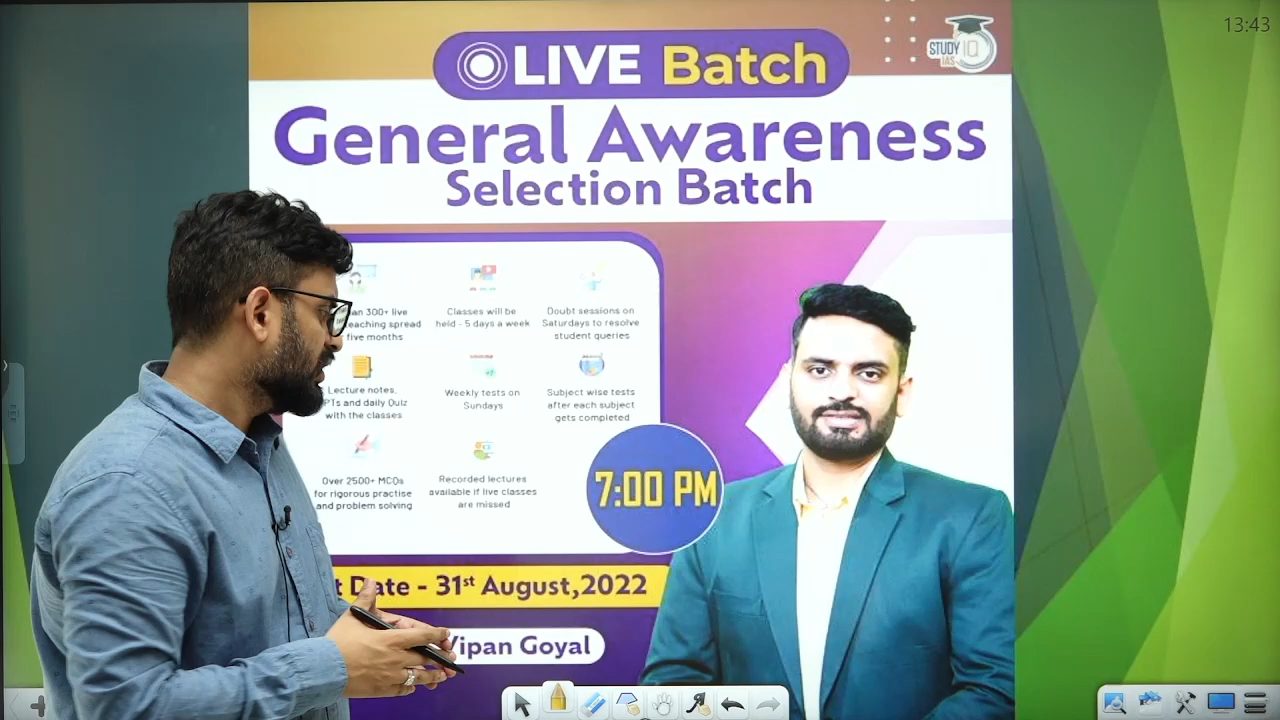 13:43
STUDY IQ
IAS
LIVE Batch
General Awareness
Selection Batch
an 300+ live
eaching spread
five months
Classes will be
held - 5 days a week
Doubt sessions on
Saturdays to resolve
student queries
Lecture notes,
PTs and daily Quiz
with the classes
Weekly tests on
Sundays
Subject wise tests
after each subject
gets completed
Over 2500+ MCQs
for rigorous practise
and problem solving
Recorded lectures
available if live classes
are missed
7:00 PM
t Date - 31st August,2022
Vipan Goyal